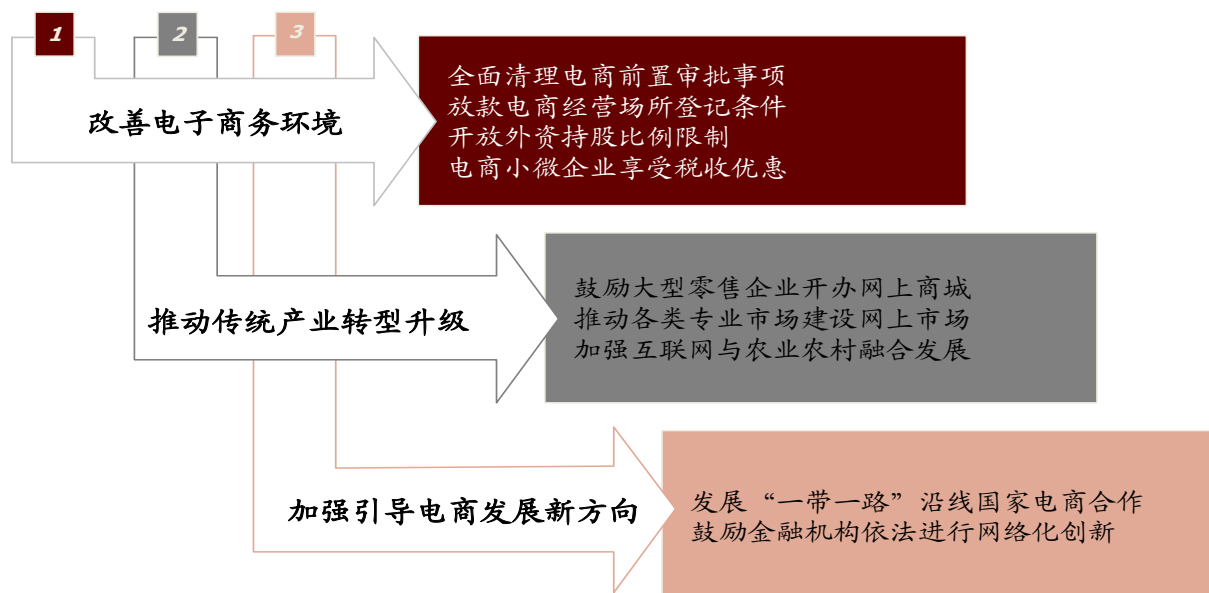 1
2
3
改善电子商务环境
全面清理电商前置审批事项
放款电商经营场所登记条件
开放外资持股比例限制
电商小微企业享受税收优惠
推动传统产业转型升级
鼓励大型零售企业开办网上商城
推动各类专业市场建设网上市场
加强互联网与农业农村融合发展
加强引导电商发展新方向
发展“一带一路”沿线国家电商合作
鼓励金融机构依法进行网络化创新